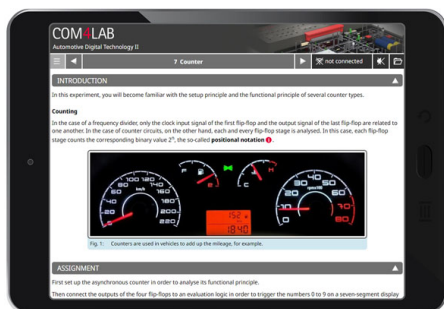 COM4LAB
Automotive Digital Technology II
7 Counter
not connected
INTRODUCTION
In this experiment, you will become familiar with the setup principle and the functional principle of several counter types.
Counting
In the case of a frequency divider, only the clock input signal of the first flip-flop and the output signal of the last flip-flop are related to
one another. In the case of counter circuits, on the other hand, each and every flip-flop stage is analysed. In this case, each flip-flop
stage counts the corresponding binary value 2ⁿ, the so-called positional notation
Fig. 1: Counters are used in vehicles to add up the mileage, for example.
ASSIGNMENT
First set up the asynchronous counter in order to analyse its functional principle.
Then connect the outputs of the four flip-flops to an evaluation logic in order to trigger the numbers 0 to 9 on a seven-segment display